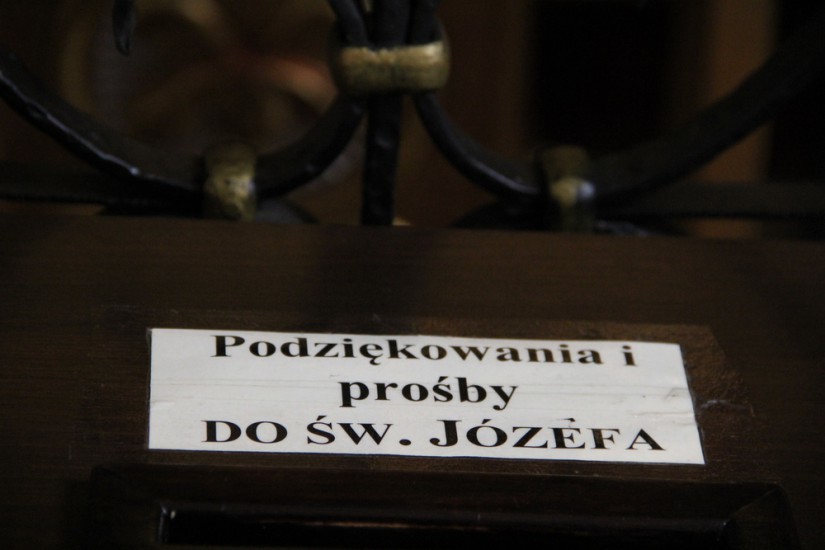 Podziękowania i
prośby
DO ŚW. JÓZEFA